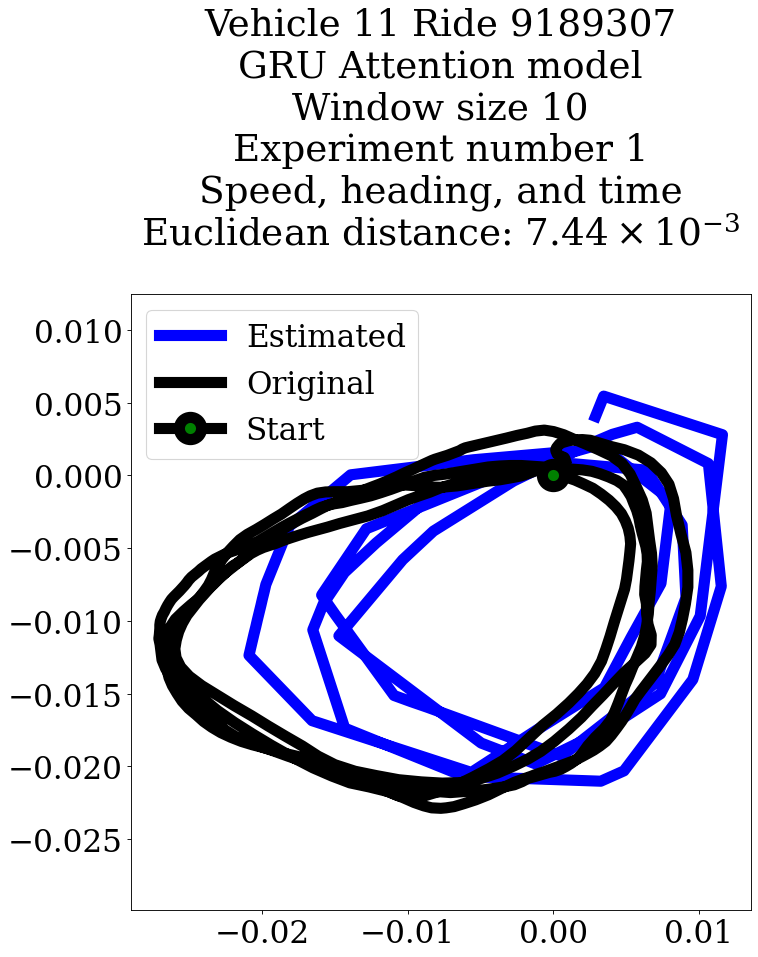 Vehicle 11 Ride 9189307
GRU Attention model
Window size 10
Experiment number 1
Speed, heading, and time
Euclidean distance: 7.44 × 10⁻³
Estimated
Original
Start
0.010
0.005
0.000
−0.005
−0.010
−0.015
−0.020
−0.025
−0.02 −0.01 0.00 0.01